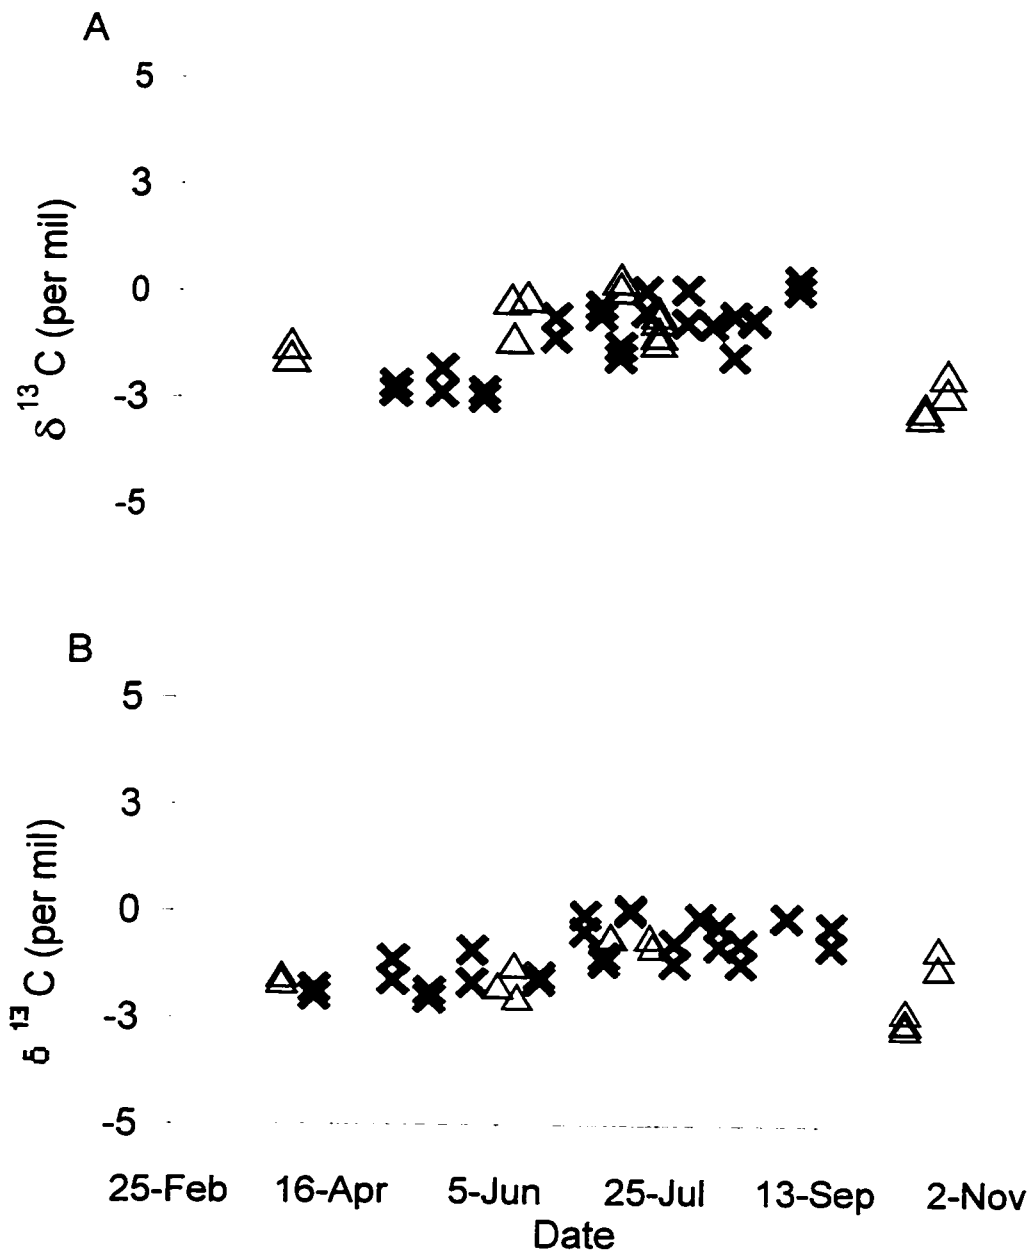 A
5
3
0
-3
-5
δ 13 C (per mil)
B
5
3
0
-3
-5
δ 13 C (per mil)
25-Feb 16-Apr 5-Jun 25-Jul 13-Sep 2-Nov
Date